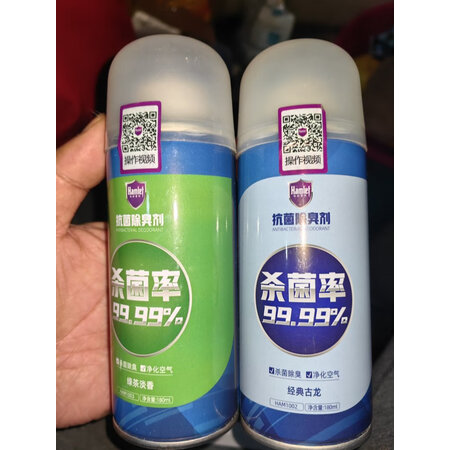 操作视频
Hamlet
抗菌除臭剂
ANTIBACTERIAL DEODORANT
杀菌率
99.99%
杀菌除臭 净化空气
绿茶淡香
HAM1003 净含量:180ml
操作视频
Hamlet
抗菌除臭剂
ANTIBACTERIAL DEODORANT
杀菌率
99.99%
杀菌除臭 净化空气
经典古龙
HAM1002 净含量:180ml